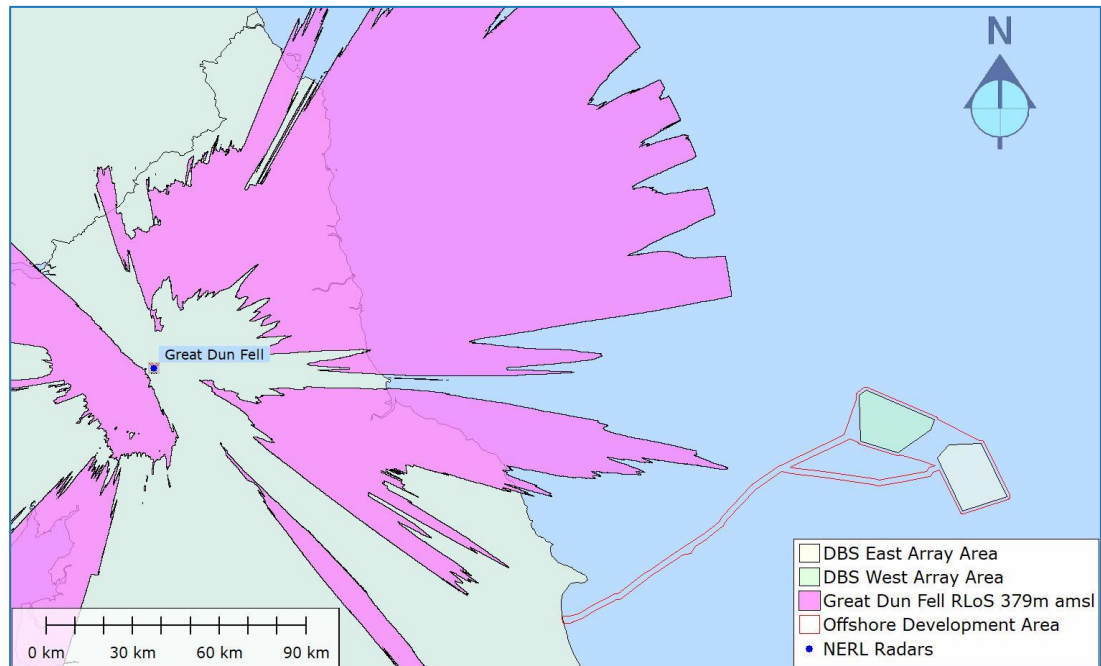 N
Great Dun Fell
DBS East Array Area
DBS West Array Area
Great Dun Fell RLoS 379m amsl
Offshore Development Area
NERL Radars
0 km 30 km 60 km 90 km